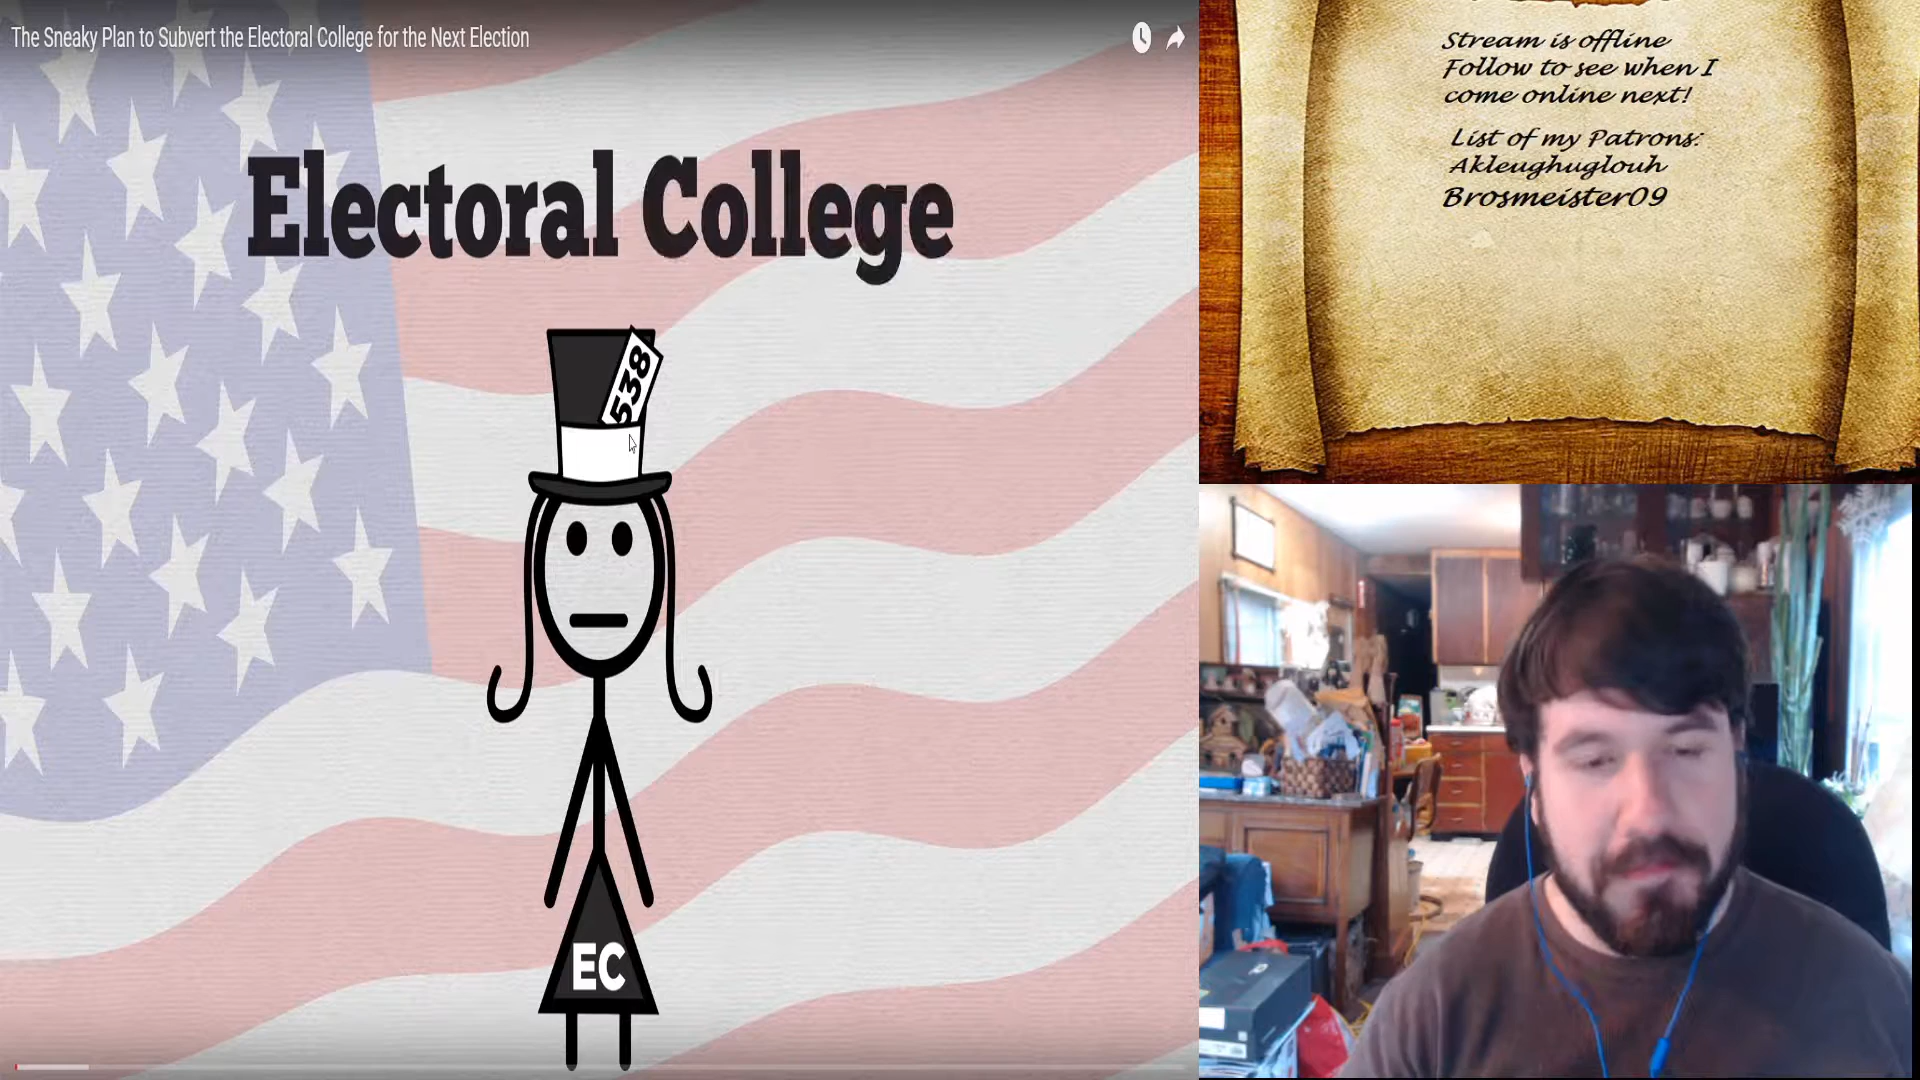 The Sneaky Plan to Subvert the Electoral College for the Next Election
Electoral College
538
EC
Stream is offline
Follow to see when I
come online next!
List of my Patrons:
Akleughuglouh
Brosmeister09